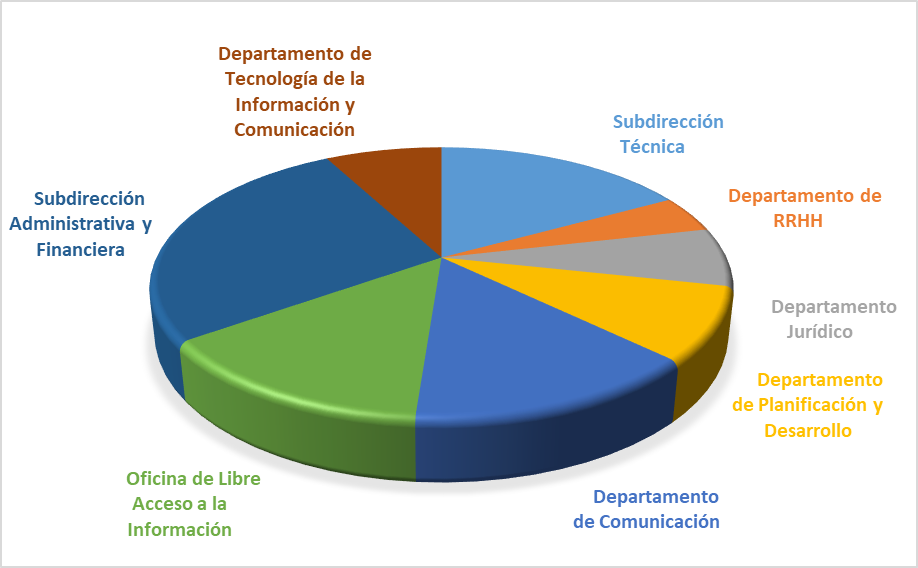 Departamento de
Tecnología de la
Información y
Comunicación
Subdirección
Técnica
Departamento de
RRHH
Subdirección
Administrativa y
Financiera
Departamento
Jurídico
Departamento
de Planificación y
Desarrollo
Oficina de Libre
Acceso a la
Información
Departamento
de Comunicación